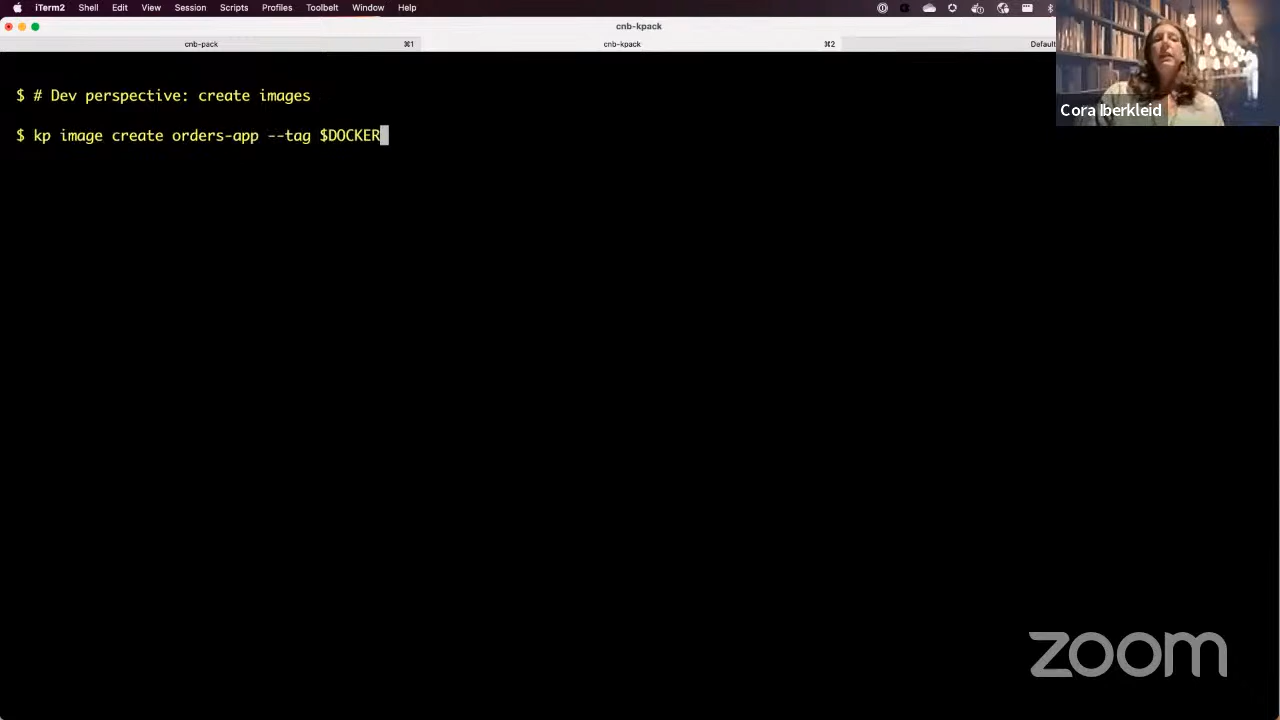 iTerm2 Shell Edit View Session Scripts Profiles Toolbelt Window Help
cnb-kpack
cnb-pack ⌘1 cnb-kpack ⌘2 Default
$ # Dev perspective: create images
$ kp image create orders-app --tag $DOCKER
Cora Iberkleid
zoom